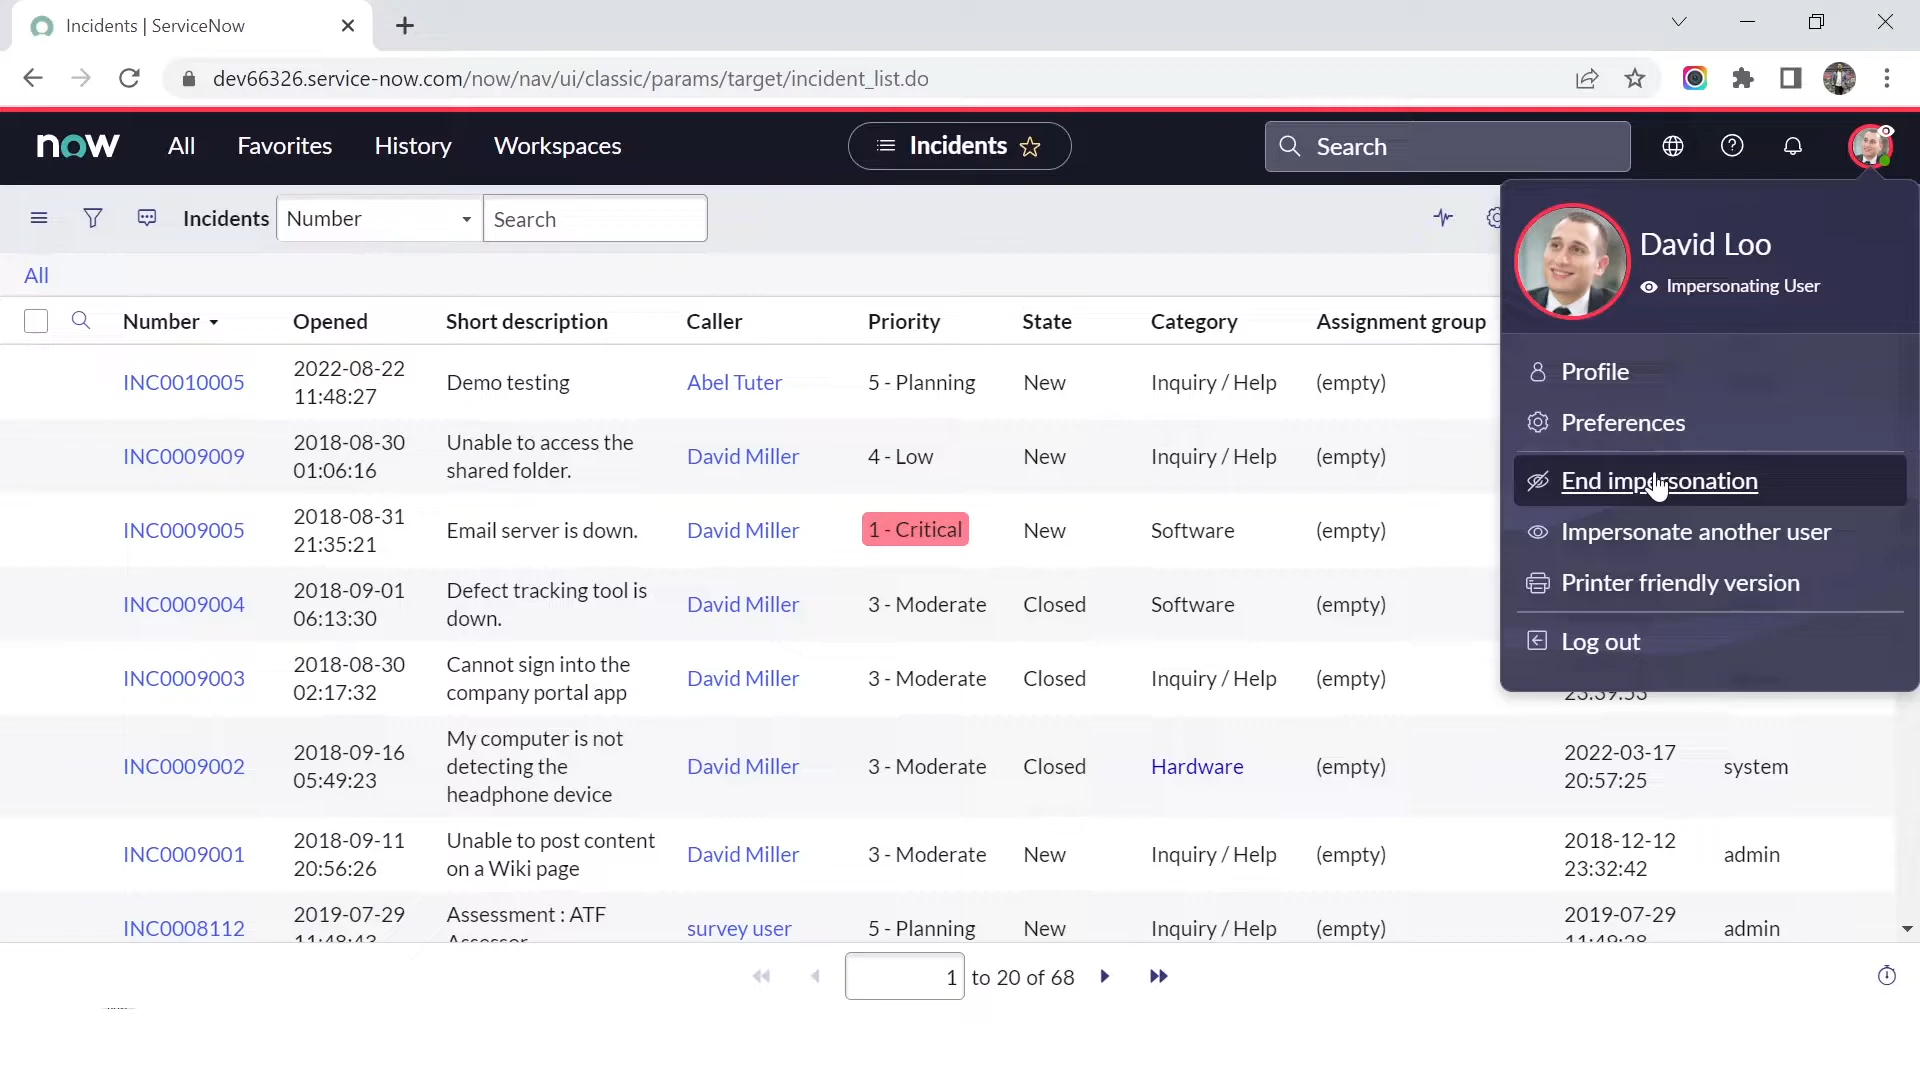 Incidents | ServiceNow
dev66326.service-now.com/now/nav/ui/classic/params/target/incident_list.do
now All Favorites History Workspaces Incidents Search
Incidents Number Search
All
Number Opened Short description Caller Priority State Category Assignment group
INC0010005 2022-08-22 11:48:27 Demo testing Abel Tuter 5 - Planning New Inquiry / Help (empty)
INC0009009 2018-08-30 01:06:16 Unable to access the shared folder. David Miller 4 - Low New Inquiry / Help (empty)
INC0009005 2018-08-31 21:35:21 Email server is down. David Miller 1 - Critical New Software (empty)
INC0009004 2018-09-01 06:13:30 Defect tracking tool is down. David Miller 3 - Moderate Closed Software (empty)
INC0009003 2018-08-30 02:17:32 Cannot sign into the company portal app David Miller 3 - Moderate Closed Inquiry / Help (empty)
INC0009002 2018-09-16 05:49:23 My computer is not detecting the headphone device David Miller 3 - Moderate Closed Hardware (empty) 2022-03-17 20:57:25 system
INC0009001 2018-09-11 20:56:26 Unable to post content on a Wiki page David Miller 3 - Moderate New Inquiry / Help (empty) 2018-12-12 23:32:42 admin
INC0008112 2019-07-29 Assessment : ATF survey user 5 - Planning New Inquiry / Help (empty) 2019-07-29 admin
1 to 20 of 68
David Loo
Impersonating User
Profile
Preferences
End impersonation
Impersonate another user
Printer friendly version
Log out